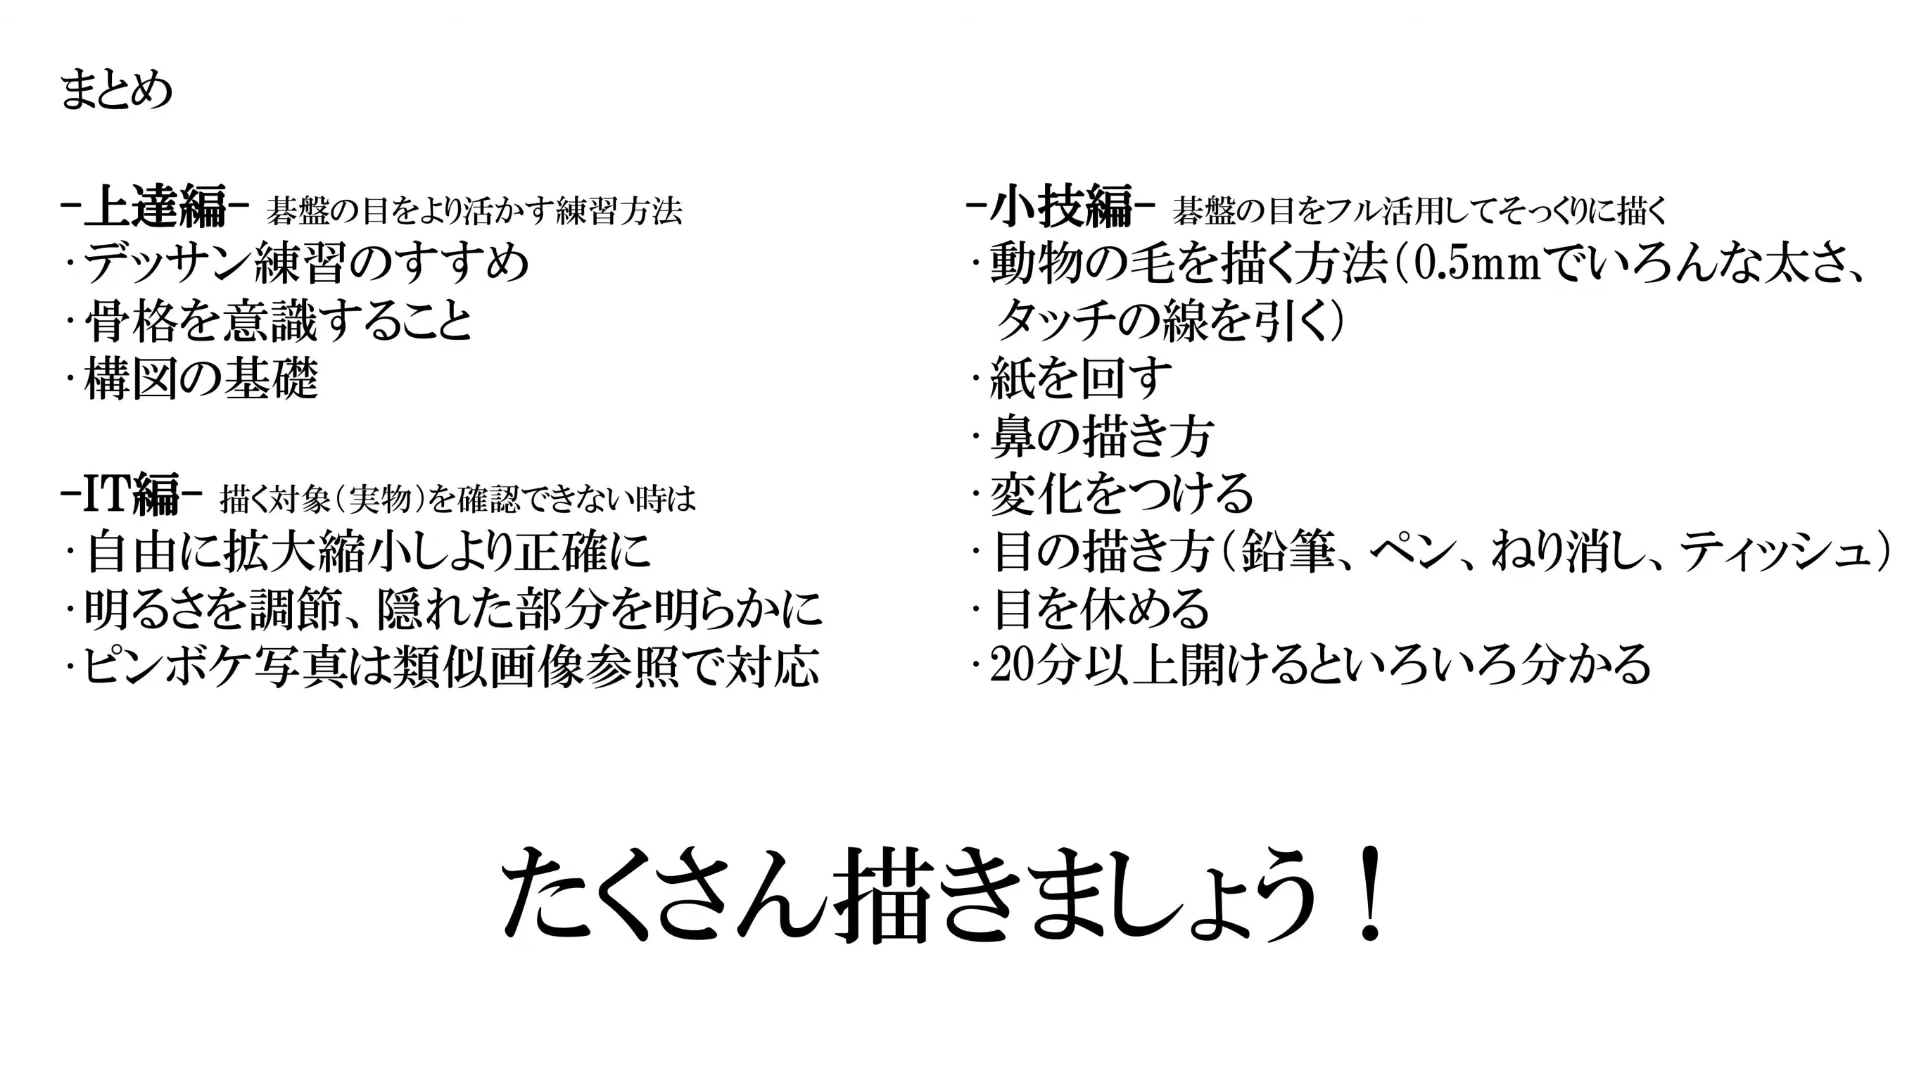 まとめ
-上達編- 碁盤の目をより活かす練習方法
・デッサン練習のすすめ
・骨格を意識すること
・構図の基礎
-IT編- 描く対象（実物）を確認できない時は
・自由に拡大縮小しより正確に
・明るさを調節、隠れた部分を明らかに
・ピンボケ写真は類似画像参照で対応
-小技編- 碁盤の目をフル活用してそっくりに描く
・動物の毛を描く方法（0.5mmでいろんな太さ、
タッチの線を引く）
・紙を回す
・鼻の描き方
・変化をつける
・目の描き方（鉛筆、ペン、ねり消し、ティッシュ）
・目を休める
・20分以上開けるといろいろ分かる
たくさん描きましょう！